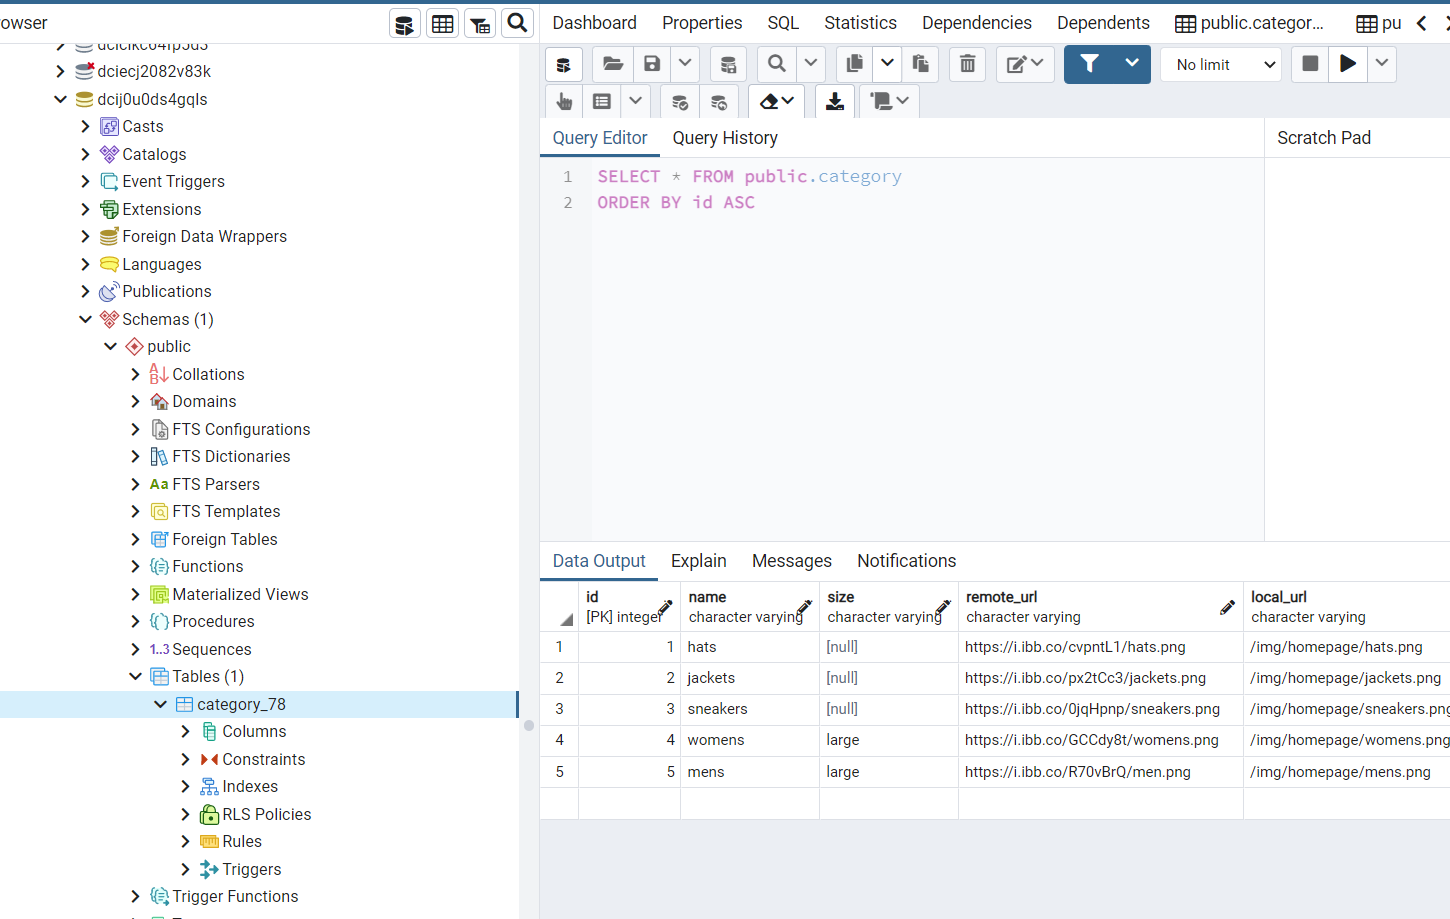 rowser
Dashboard Properties SQL Statistics Dependencies Dependents public.categor... pu
dciecj2082v83k
dcij0u0ds4gqls
Casts
Catalogs
Event Triggers
Extensions
Foreign Data Wrappers
Languages
Publications
Schemas (1)
public
Collations
Domains
FTS Configurations
FTS Dictionaries
Aa FTS Parsers
FTS Templates
Foreign Tables
Functions
Materialized Views
Procedures
1..3 Sequences
Tables (1)
category_78
Columns
Constraints
Indexes
RLS Policies
Rules
Triggers
Trigger Functions
No limit
Query Editor Query History
Scratch Pad
1 SELECT * FROM public.category
2 ORDER BY id ASC
Data Output Explain Messages Notifications
id name size remote_url local_url
[PK] integer character varying character varying character varying character varying
1 1 hats [null] https://i.ibb.co/cvpntL1/hats.png /img/homepage/hats.png
2 2 jackets [null] https://i.ibb.co/px2tCc3/jackets.png /img/homepage/jackets.png
3 3 sneakers [null] https://i.ibb.co/0jqHpnp/sneakers.png /img/homepage/sneakers.png
4 4 womens large https://i.ibb.co/GCCdy8t/womens.png /img/homepage/womens.png
5 5 mens large https://i.ibb.co/R70vBrQ/men.png /img/homepage/mens.png